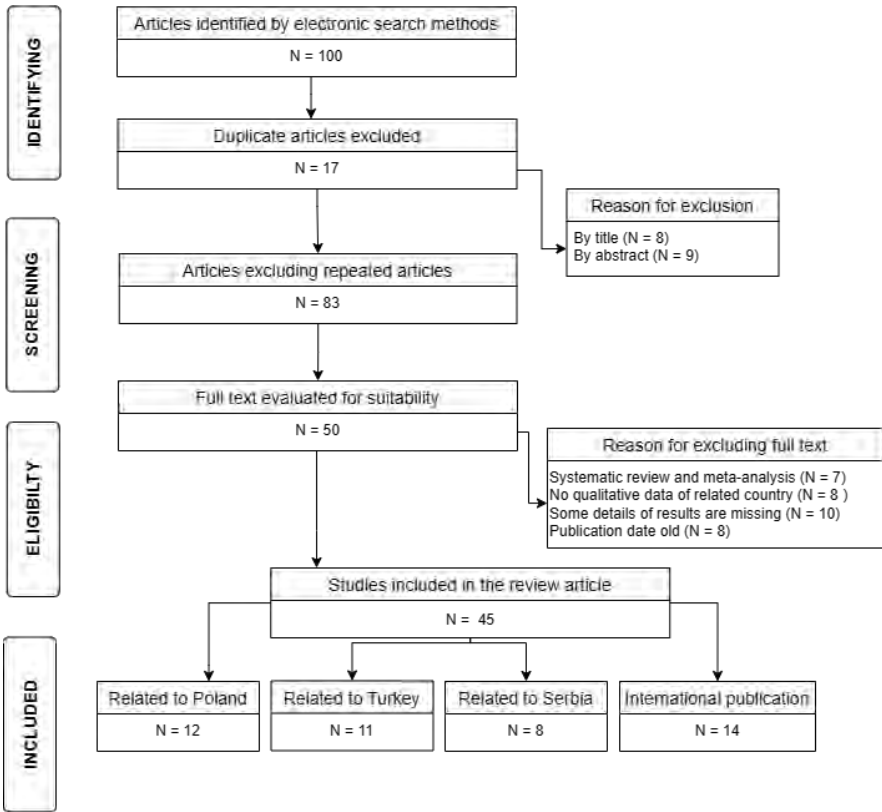 IDENTIFYING
Articles identified by electronic search methods
N = 100
Duplicate articles excluded
N = 17
Reason for exclusion
By title (N = 8)
By abstract (N = 9)
SCREENING
Articles excluding repealed articles
N = 83
Full text evaluated for suitability
N = 50
ELIGIBILTY
Reason for excluding full text
Systematic review and meta-analysis (N = 7)
No qualitative data of related country (N = 8 )
Some details of results are missing (N = 10)
Publication date old (N = 8)
Studies included in the review article
N = 45
INCLUDED
Related to Poland
N = 12
Related to Turkey
N = 11
Related to Serbia
N = 8
International publication
N = 14